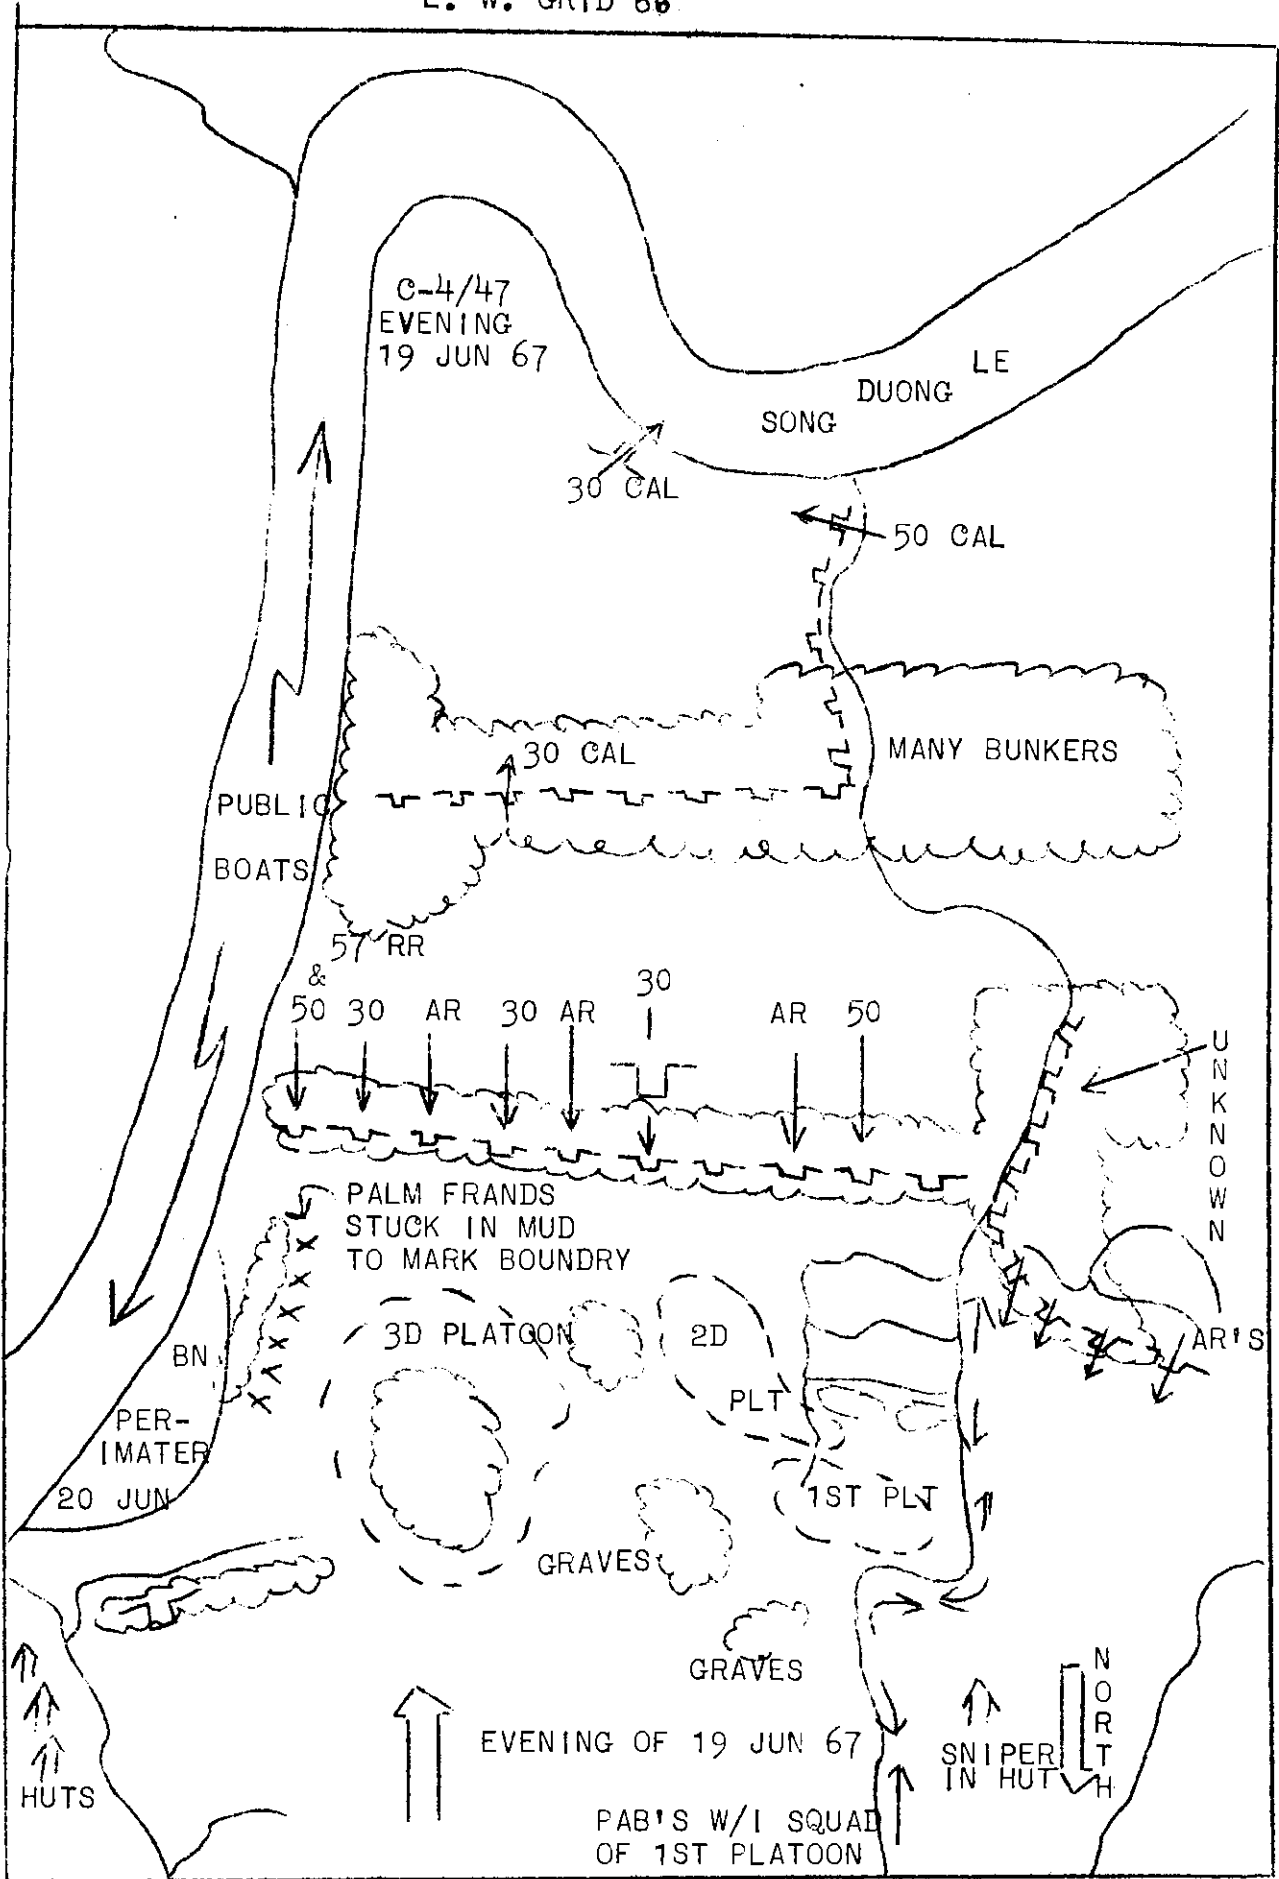 E. W. GRID 66
C-4/47
EVENING
19 JUN 67
LE
DUONG
SONG
30 CAL
50 CAL
30 CAL
MANY BUNKERS
PUBLIC
BOATS
57 RR
&
50 30 AR 30 AR 30 AR 50
UNKNOWN
PALM FRANDS
STUCK IN MUD
TO MARK BOUNDRY
3D PLATOON
2D
PLT
AR'S
BN
PER-
IMATER
20 JUN
1ST PLT
GRAVES
GRAVES
NORTH
EVENING OF 19 JUN 67
SNIPER
IN HUT
HUTS
PAB'S W/I SQUAD
OF 1ST PLATOON